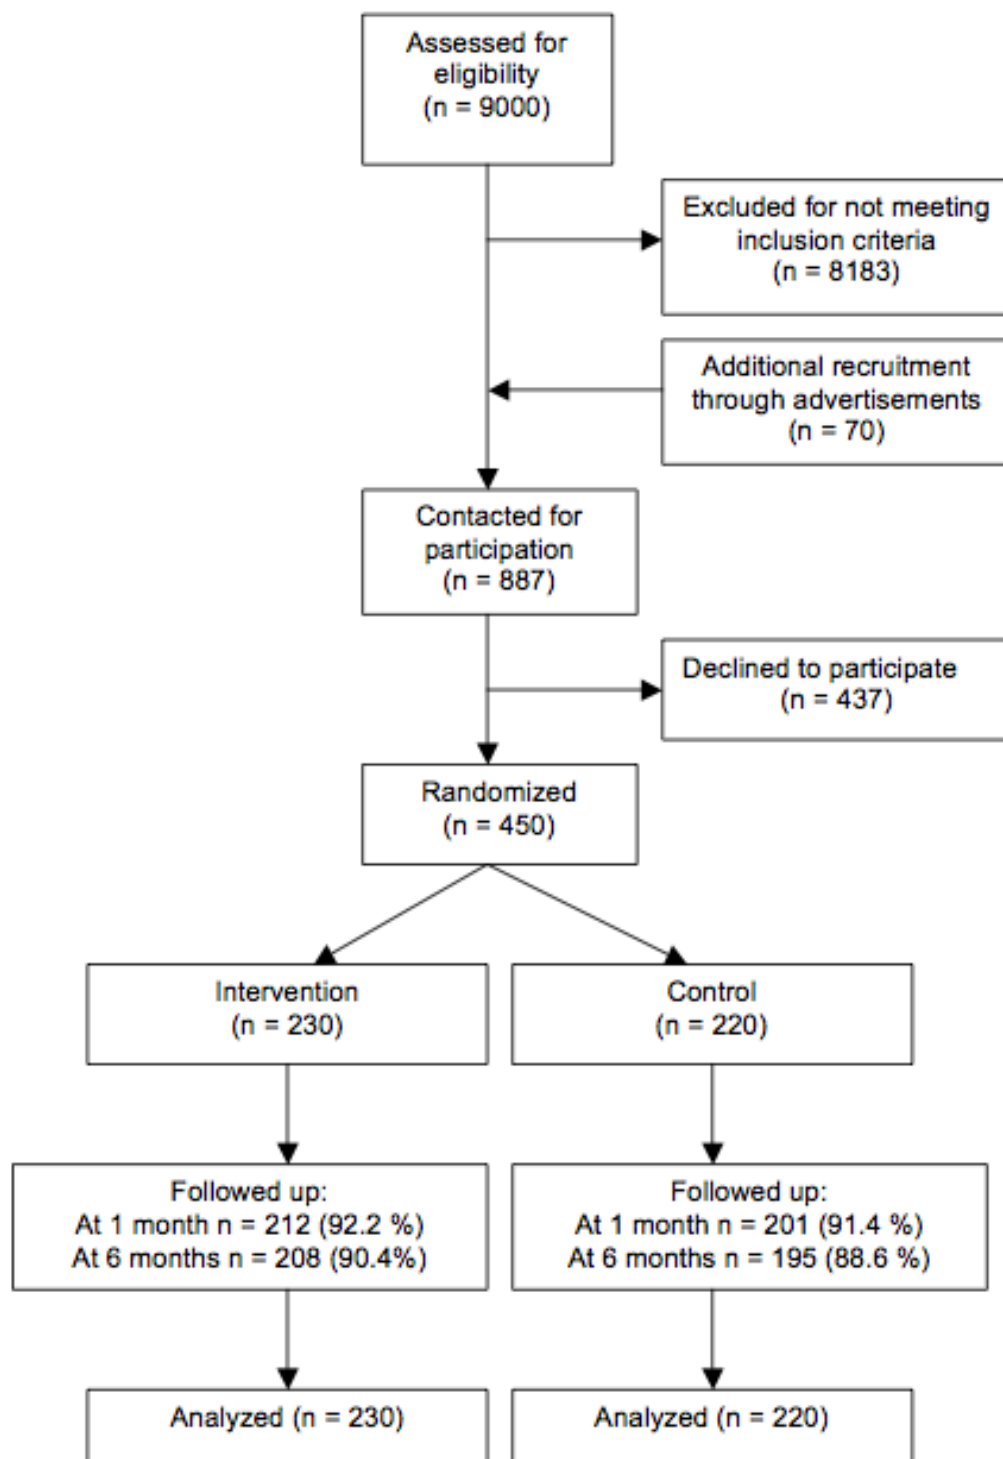 Assessed for
eligibility
(n = 9000)
Excluded for not meeting
inclusion criteria
(n = 8183)
Additional recruitment
through advertisements
(n = 70)
Contacted for
participation
(n = 887)
Declined to participate
(n = 437)
Randomized
(n = 450)
Intervention
(n = 230)
Control
(n = 220)
Followed up:
At 1 month n = 212 (92.2 %)
At 6 months n = 208 (90.4%)
Followed up:
At 1 month n = 201 (91.4 %)
At 6 months n = 195 (88.6 %)
Analyzed (n = 230)
Analyzed (n = 220)